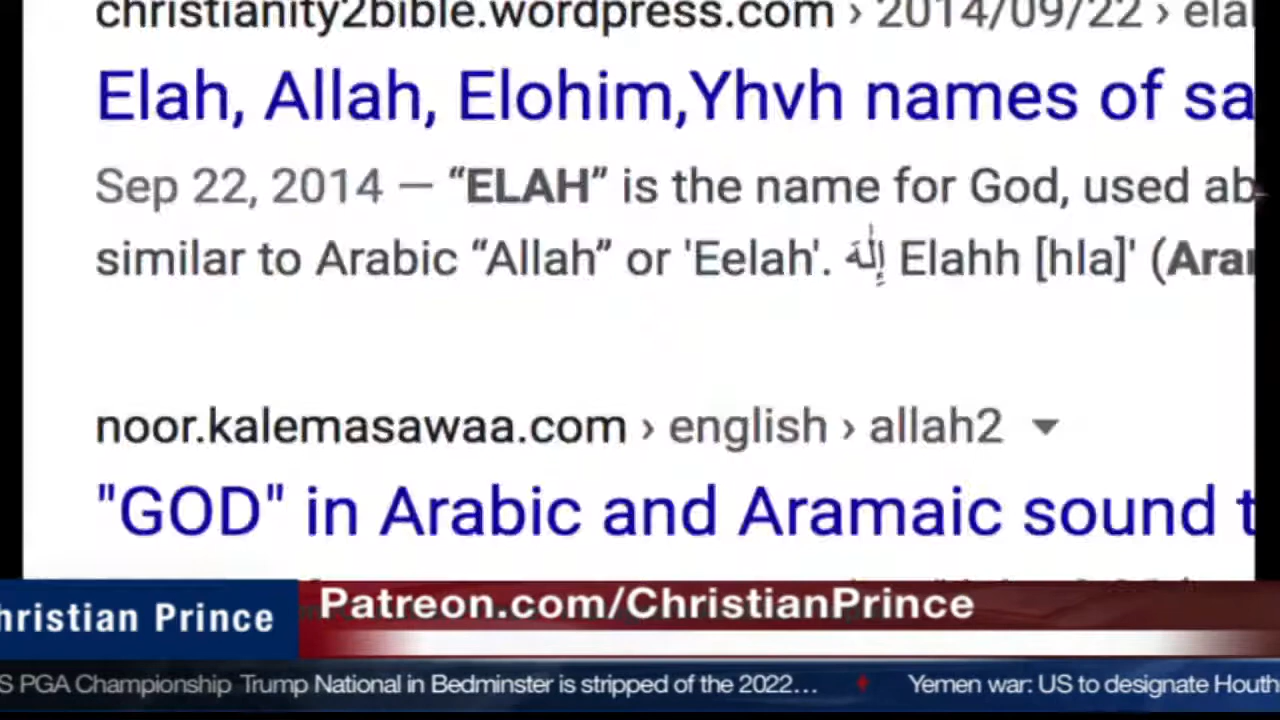 christianity2bible.wordpress.com › 2014/09/22 ›
Elah, Allah, Elohim,Yhvh names of
Sep 22, 2014 — “ELAH” is the name for God, used
similar to Arabic “Allah” or 'Eelah'. إِلٰه Elahh [hla]' (
noor.kalemasawaa.com › english › allah2
"GOD" in Arabic and Aramaic sound
hristian Prince
Patreon.com/ChristianPrince
S PGA Championship Trump National in Bedminster is stripped of the 2022… Yemen war: US to designate Houth